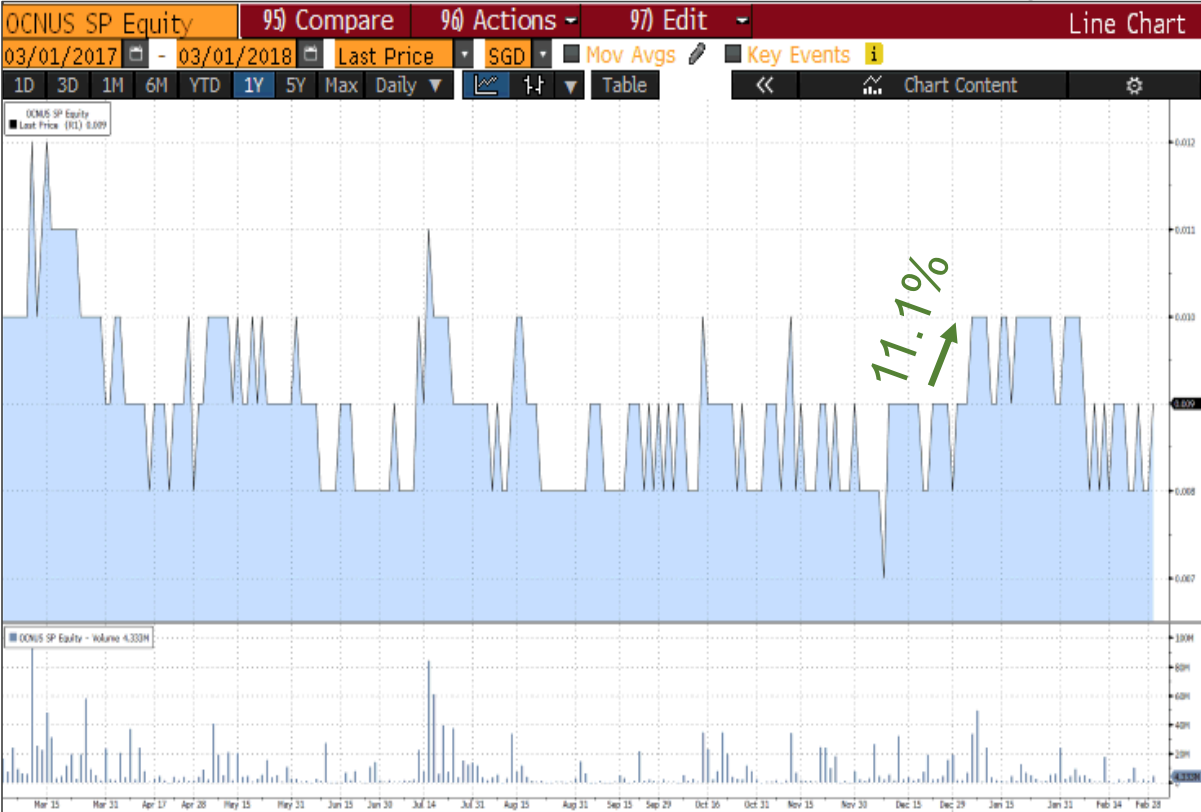 OCNUS SP Equity 95) Compare 96) Actions 97) Edit Line Chart
03/01/2017 - 03/01/2018 Last Price SGD Mov Avgs Key Events i
1D 3D 1M 6M YTD 1Y 5Y Max Daily ▼ Table << Chart Content
OCNUS SP Equity
Last Price (R1) 0.009
0.012
0.011
11.1%
0.010
0.009
0.008
0.007
OCNUS SP Equity - Volume 4.333M
100M
80M
60M
40M
20M
4.333M
0
Mar 15 Mar 31 Apr 17 Apr 28 May 15 May 31 Jun 15 Jun 30 Jul 14 Jul 31 Aug 15 Aug 31 Sep 15 Sep 29 Oct 16 Oct 31 Nov 15 Nov 30 Dec 15 Dec 29 Jan 15 Jan 31 Feb 14 Feb 28